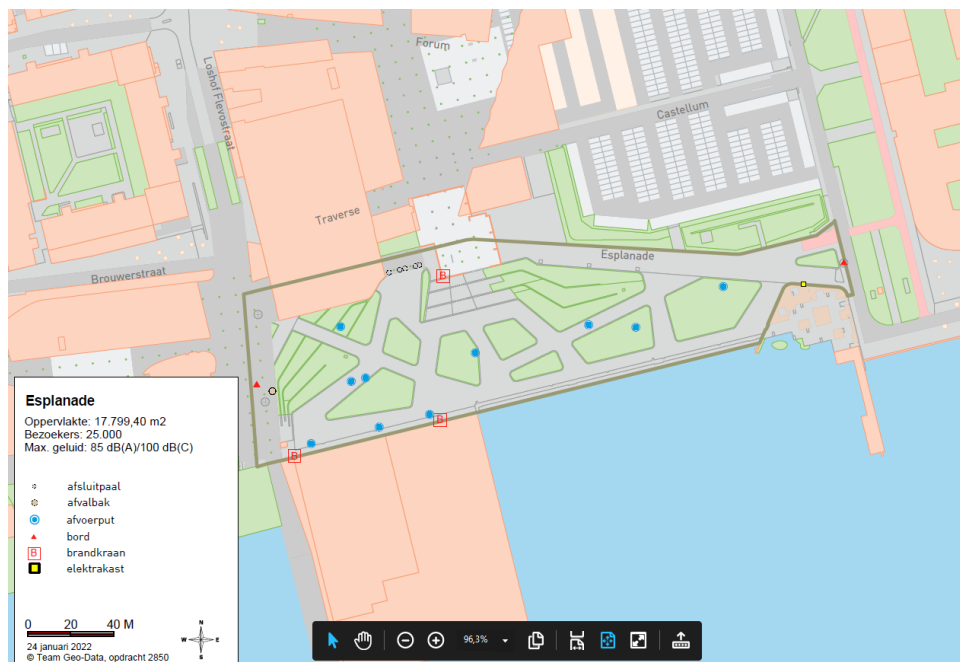 Forum
Loshof Flevostraat
Castellum
Traverse
Esplanade
Brouwerstraat
B
B
B
Esplanade
Oppervlakte: 17.799,40 m2
Bezoekers: 25.000
Max. geluid: 85 dB(A)/100 dB(C)
afsluitpaal
afvalbak
afvoerput
bord
B brandkraan
elektrakast
0 20 40 M
24 januari 2022
© Team Geo-Data, opdracht 2850
N
W E
S
96,3%